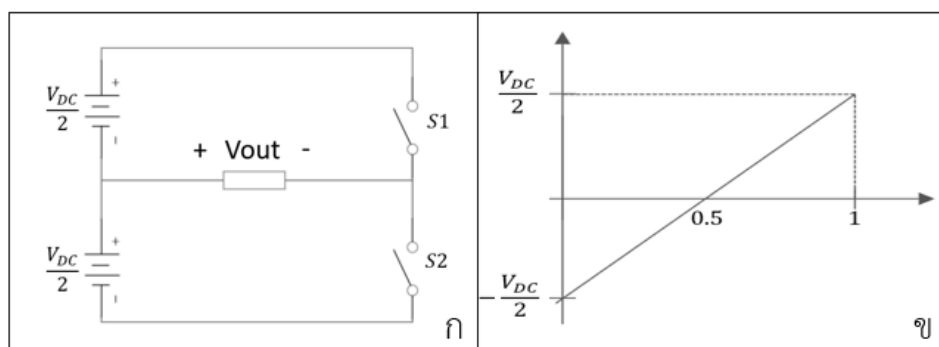 V_DC/2
+
-
S1
+ Vout -
V_DC/2
+
-
S2
ก
V_DC/2
0.5
1
- V_DC/2
ข